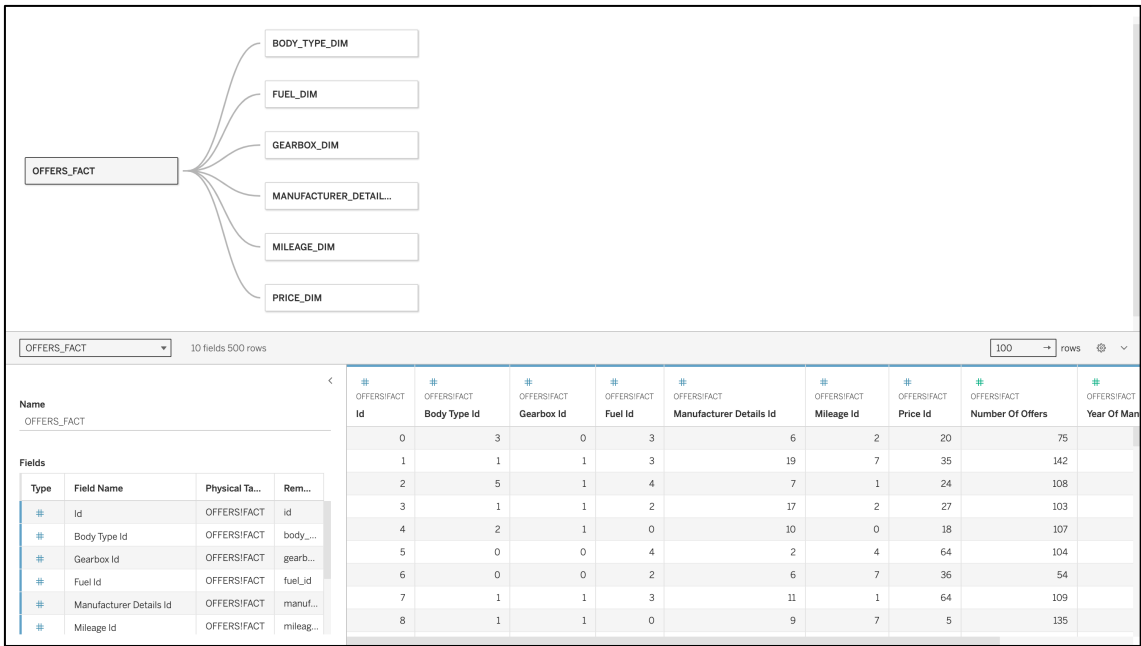 BODY_TYPE_DIM
FUEL_DIM
GEARBOX_DIM
OFFERS_FACT
MANUFACTURER_DETAIL...
MILEAGE_DIM
PRICE_DIM
OFFERS_FACT 10 fields 500 rows 100 → rows
Name
OFFERS_FACT
Fields
Type Field Name Physical Ta... Rem...
# Id OFFERS!FACT id
# Body Type Id OFFERS!FACT body_...
# Gearbox Id OFFERS!FACT gearb...
# Fuel Id OFFERS!FACT fuel_id
# Manufacturer Details Id OFFERS!FACT manuf...
# Mileage Id OFFERS!FACT mileag...
# # # # # # # # #
OFFERS!FACT OFFERS!FACT OFFERS!FACT OFFERS!FACT OFFERS!FACT OFFERS!FACT OFFERS!FACT OFFERS!FACT OFFERS!FACT
Id Body Type Id Gearbox Id Fuel Id Manufacturer Details Id Mileage Id Price Id Number Of Offers Year Of Man
0 3 0 3 6 2 20 75
1 1 1 3 19 7 35 142
2 5 1 4 7 1 24 108
3 1 1 2 17 2 27 103
4 2 1 0 10 0 18 107
5 0 0 4 2 4 64 104
6 0 0 2 6 7 36 54
7 1 1 3 11 1 64 109
8 1 1 0 9 7 5 135